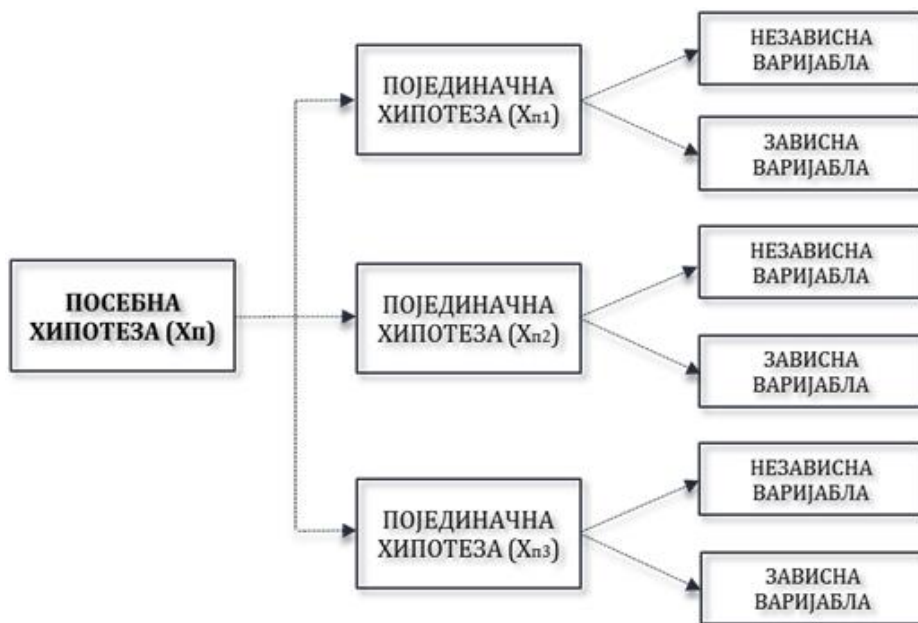 ПОСЕБНА
ХИПОТЕЗА (Хп)
ПОЈЕДИНАЧНА
ХИПОТЕЗА (Хп1)
НЕЗАВИСНА
ВАРИЈАБЛА
ЗАВИСНА
ВАРИЈАБЛА
ПОЈЕДИНАЧНА
ХИПОТЕЗА (Хп2)
НЕЗАВИСНА
ВАРИЈАБЛА
ЗАВИСНА
ВАРИЈАБЛА
ПОЈЕДИНАЧНА
ХИПОТЕЗА (Хп3)
НЕЗАВИСНА
ВАРИЈАБЛА
ЗАВИСНА
ВАРИЈАБЛА